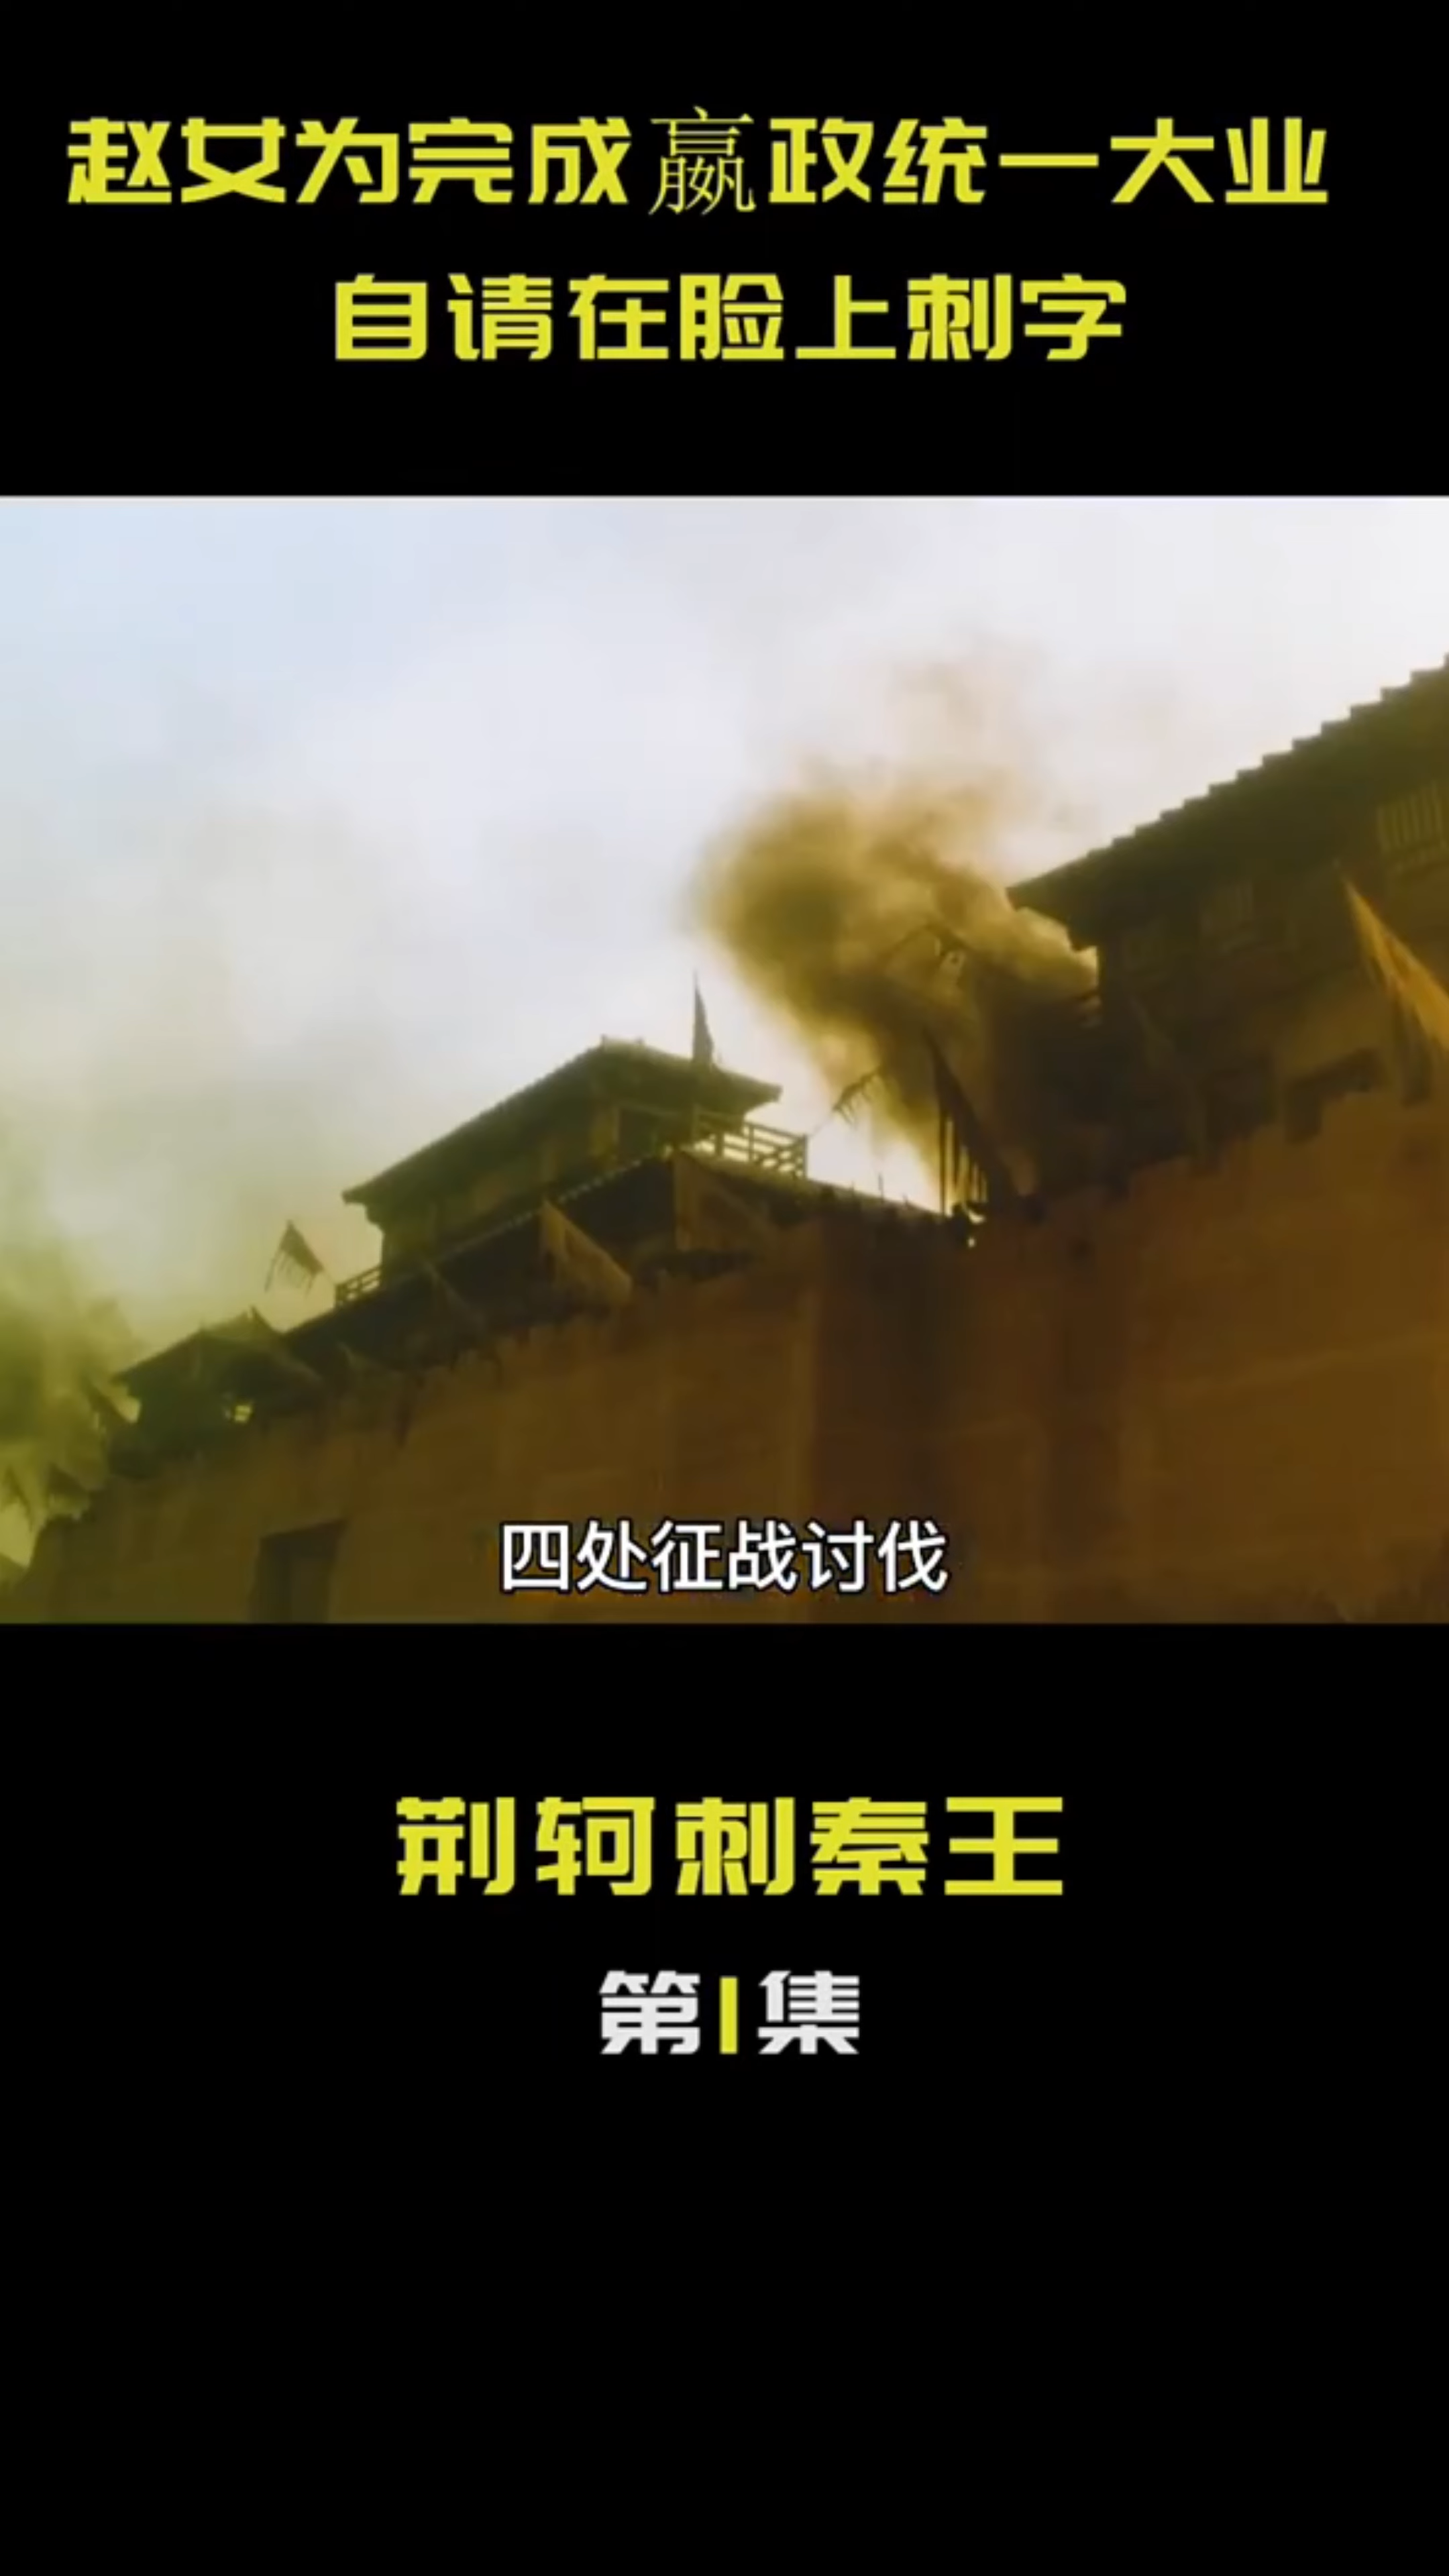 赵女为完成嬴政统一大业
自请在脸上刺字
四处征战讨伐
荆轲刺秦王
第1集